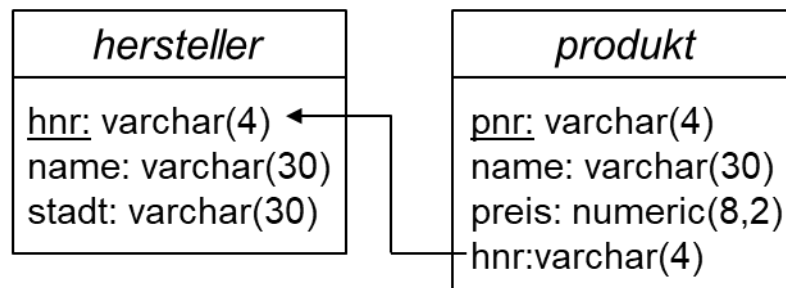 hersteller
hnr: varchar(4)
name: varchar(30)
stadt: varchar(30)
produkt
pnr: varchar(4)
name: varchar(30)
preis: numeric(8,2)
hnr:varchar(4)